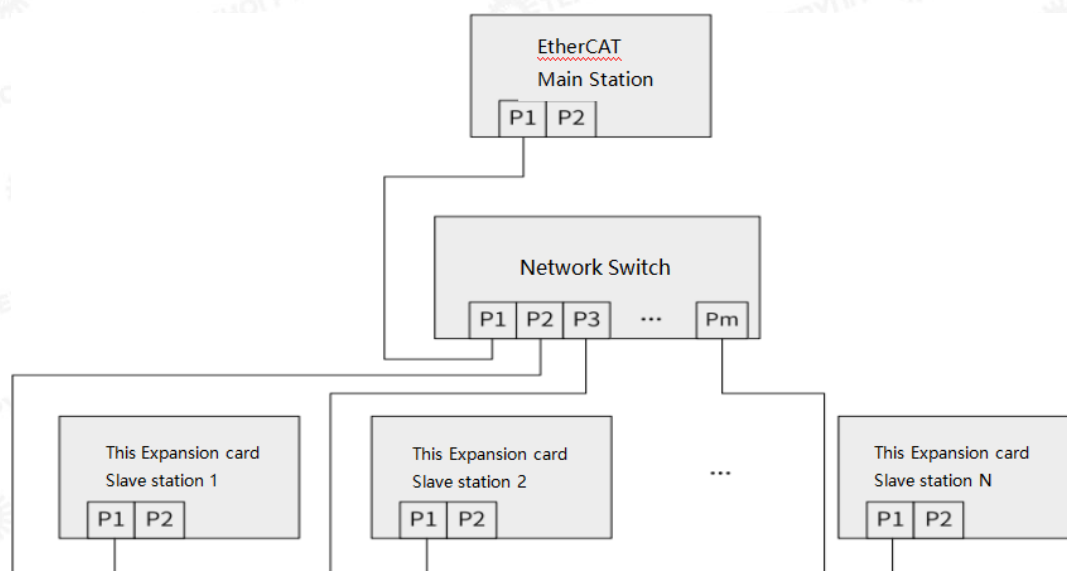 EtherCAT
Main Station
P1 P2
Network Switch
P1 P2 P3 ... Pm
This Expansion card
Slave station 1
P1 P2
This Expansion card
Slave station 2
P1 P2
...
This Expansion card
Slave station N
P1 P2